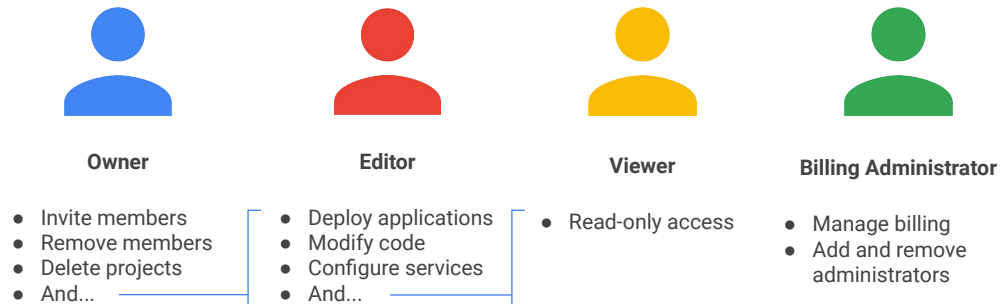 Owner
● Invite members
● Remove members
● Delete projects
● And...
Editor
● Deploy applications
● Modify code
● Configure services
● And...
Viewer
● Read-only access
Billing Administrator
● Manage billing
● Add and remove
administrators